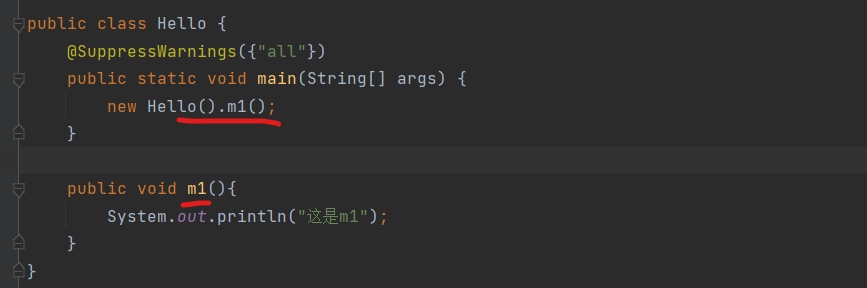 public class Hello {
@SuppressWarnings({"all"})
public static void main(String[] args) {
new Hello().m1();
}
public void m1(){
System.out.println("这是m1");
}
}